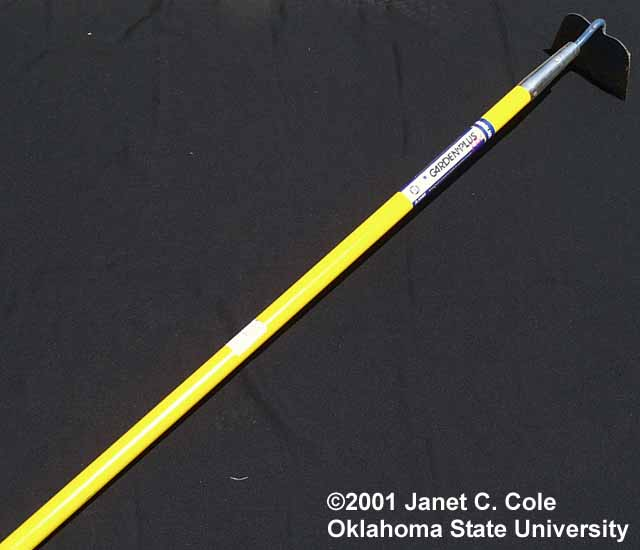 GARDEN PLUS
©2001 Janet C. Cole
Oklahoma State University